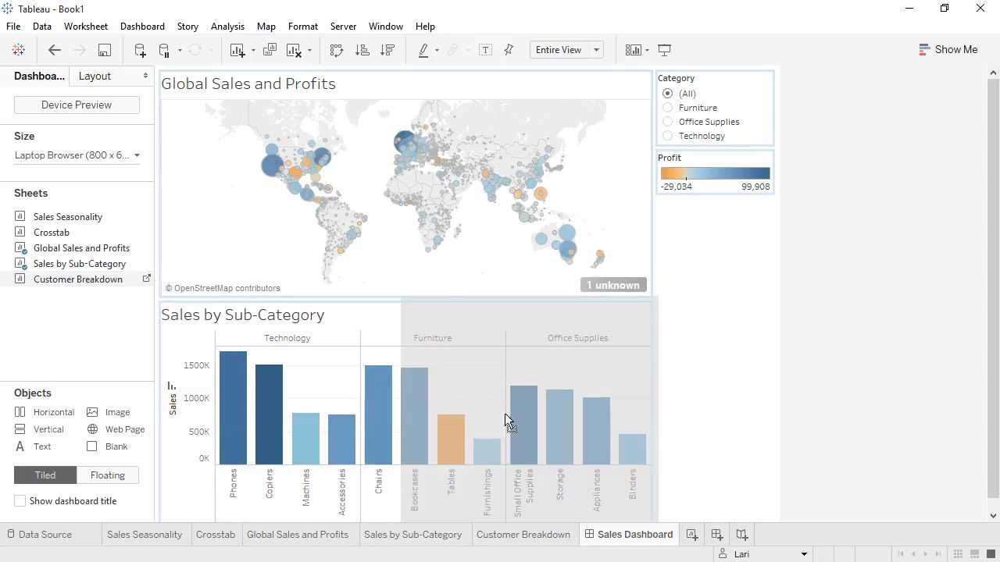 Tableau - Book1
File Data Worksheet Dashboard Story Analysis Map Format Server Window Help
Entire View
Show Me
Dashboa...
Layout
Device Preview
Size
Laptop Browser (800 x 6...
Sheets
Sales Seasonality
Crosstab
Global Sales and Profits
Sales by Sub-Category
Customer Breakdown
Objects
Horizontal
Image
Vertical
Web Page
Text
Blank
Tiled
Floating
Show dashboard title
Global Sales and Profits
© OpenStreetMap contributors
1 unknown
Category
(All)
Furniture
Office Supplies
Technology
Profit
-29,034 99,908
Sales by Sub-Category
Technology Furniture Office Supplies
Sales
1500K
1000K
500K
0K
Phones
Copiers
Machines
Accessories
Chairs
Bookcases
Tables
Furnishings
Small Office
Supplies
Storage
Appliances
Binders
Data Source Sales Seasonality Crosstab Global Sales and Profits Sales by Sub-Category Customer Breakdown Sales Dashboard
Lari